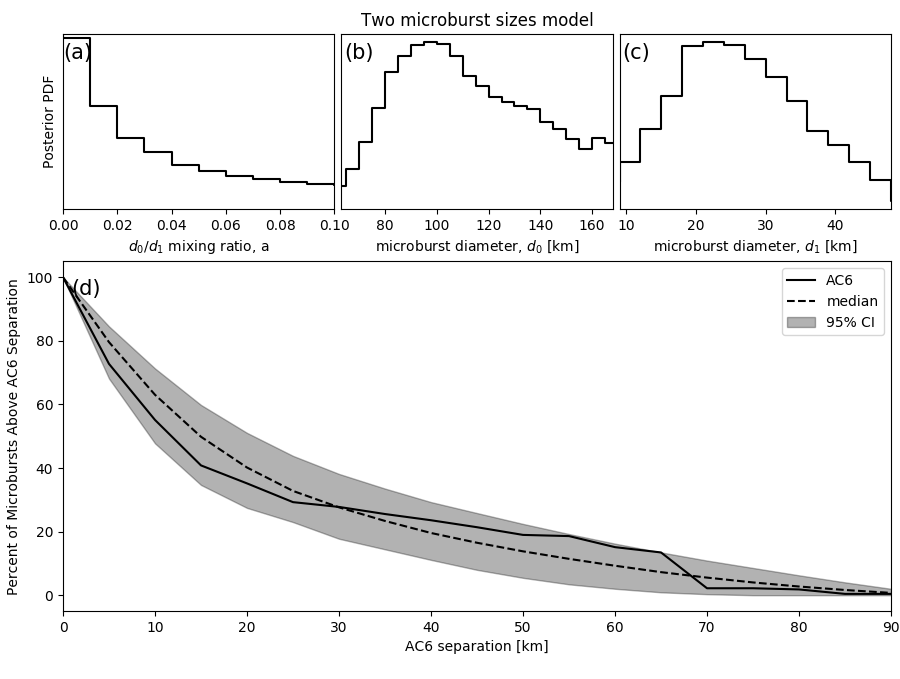 Two microburst sizes model
(a)
(b)
(c)
Posterior PDF
0.00 0.02 0.04 0.06 0.08 0.10
80 100 120 140 160
10 20 30 40
d₀/d₁ mixing ratio, a
microburst diameter, d₀ [km]
microburst diameter, d₁ [km]
(d)
AC6
median
95% CI
Percent of Microbursts Above AC6 Separation
100
80
60
40
20
0
0 10 20 30 40 50 60 70 80 90
AC6 separation [km]